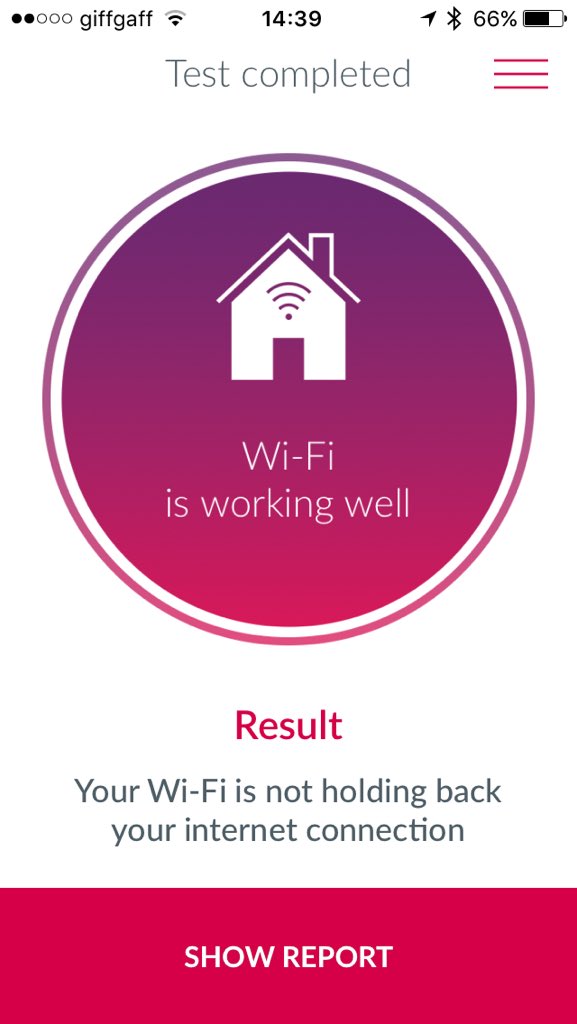 giffgaff 14:39 66%
Test completed
Wi-Fi
is working well
Result
Your Wi-Fi is not holding back
your internet connection
SHOW REPORT